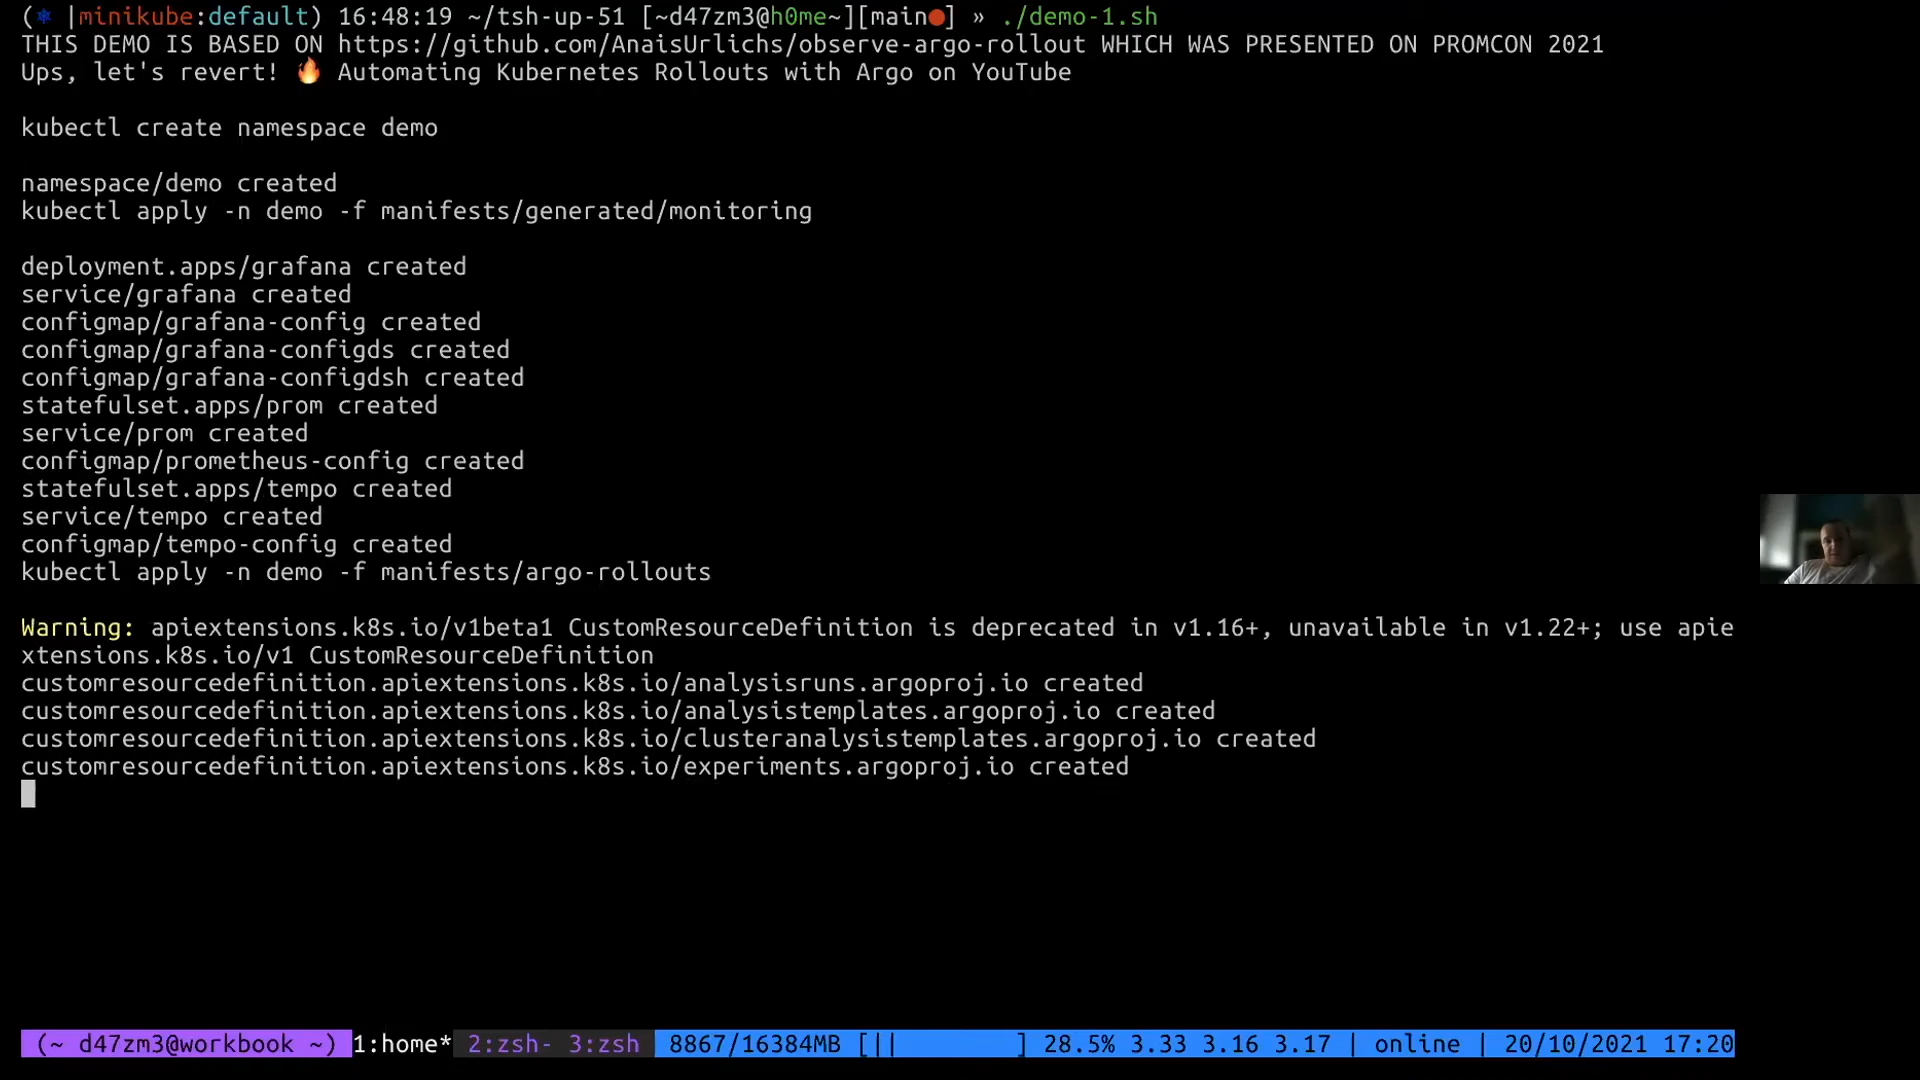 (⎈ |minikube:default) 16:48:19 ~/tsh-up-51 [~d47zm3@h0me~][main●] » ./demo-1.sh
THIS DEMO IS BASED ON https://github.com/AnaisUrlichs/observe-argo-rollout WHICH WAS PRESENTED ON PROMCON 2021
Ups, let's revert! 🔥 Automating Kubernetes Rollouts with Argo on YouTube
kubectl create namespace demo
namespace/demo created
kubectl apply -n demo -f manifests/generated/monitoring
deployment.apps/grafana created
service/grafana created
configmap/grafana-config created
configmap/grafana-configds created
configmap/grafana-configdsh created
statefulset.apps/prom created
service/prom created
configmap/prometheus-config created
statefulset.apps/tempo created
service/tempo created
configmap/tempo-config created
kubectl apply -n demo -f manifests/argo-rollouts
Warning: apiextensions.k8s.io/v1beta1 CustomResourceDefinition is deprecated in v1.16+, unavailable in v1.22+; use apie
xtensions.k8s.io/v1 CustomResourceDefinition
customresourcedefinition.apiextensions.k8s.io/analysisruns.argoproj.io created
customresourcedefinition.apiextensions.k8s.io/analysistemplates.argoproj.io created
customresourcedefinition.apiextensions.k8s.io/clusteranalysistemplates.argoproj.io created
customresourcedefinition.apiextensions.k8s.io/experiments.argoproj.io created
(~ d47zm3@workbook ~) 1:home* 2:zsh- 3:zsh 8867/16384MB [||        ] 28.5% 3.33 3.16 3.17 | online | 20/10/2021 17:20